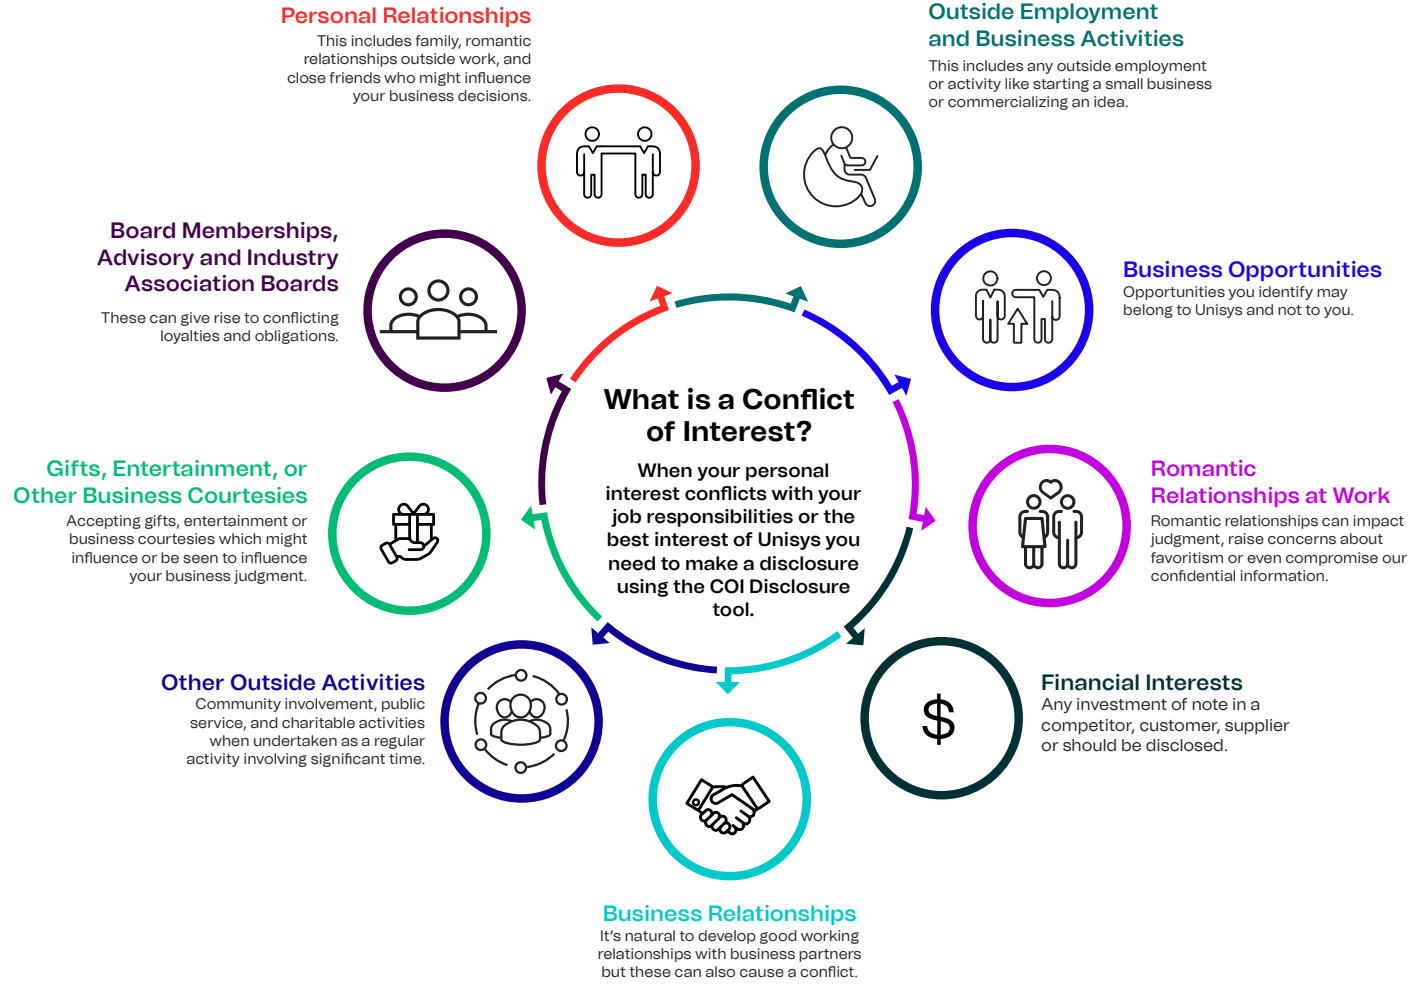 Personal Relationships
This includes family, romantic
relationships outside work, and
close friends who might influence
your business decisions.
Outside Employment
and Business Activities
This includes any outside employment
or activity like starting a small business
or commercializing an idea.
Board Memberships,
Advisory and Industry
Association Boards
These can give rise to conflicting
loyalties and obligations.
Business Opportunities
Opportunities you identify may
belong to Unisys and not to you.
What is a Conflict
of Interest?
When your personal
interest conflicts with your
job responsibilities or the
best interest of Unisys you
need to make a disclosure
using the COI Disclosure
tool.
Gifts, Entertainment, or
Other Business Courtesies
Accepting gifts, entertainment or
business courtesies which might
influence or be seen to influence
your business judgment.
Romantic
Relationships at Work
Romantic relationships can impact
judgment, raise concerns about
favoritism or even compromise our
confidential information.
Other Outside Activities
Community involvement, public
service, and charitable activities
when undertaken as a regular
activity involving significant time.
$
Financial Interests
Any investment of note in a
competitor, customer, supplier
or should be disclosed.
Business Relationships
It's natural to develop good working
relationships with business partners
but these can also cause a conflict.